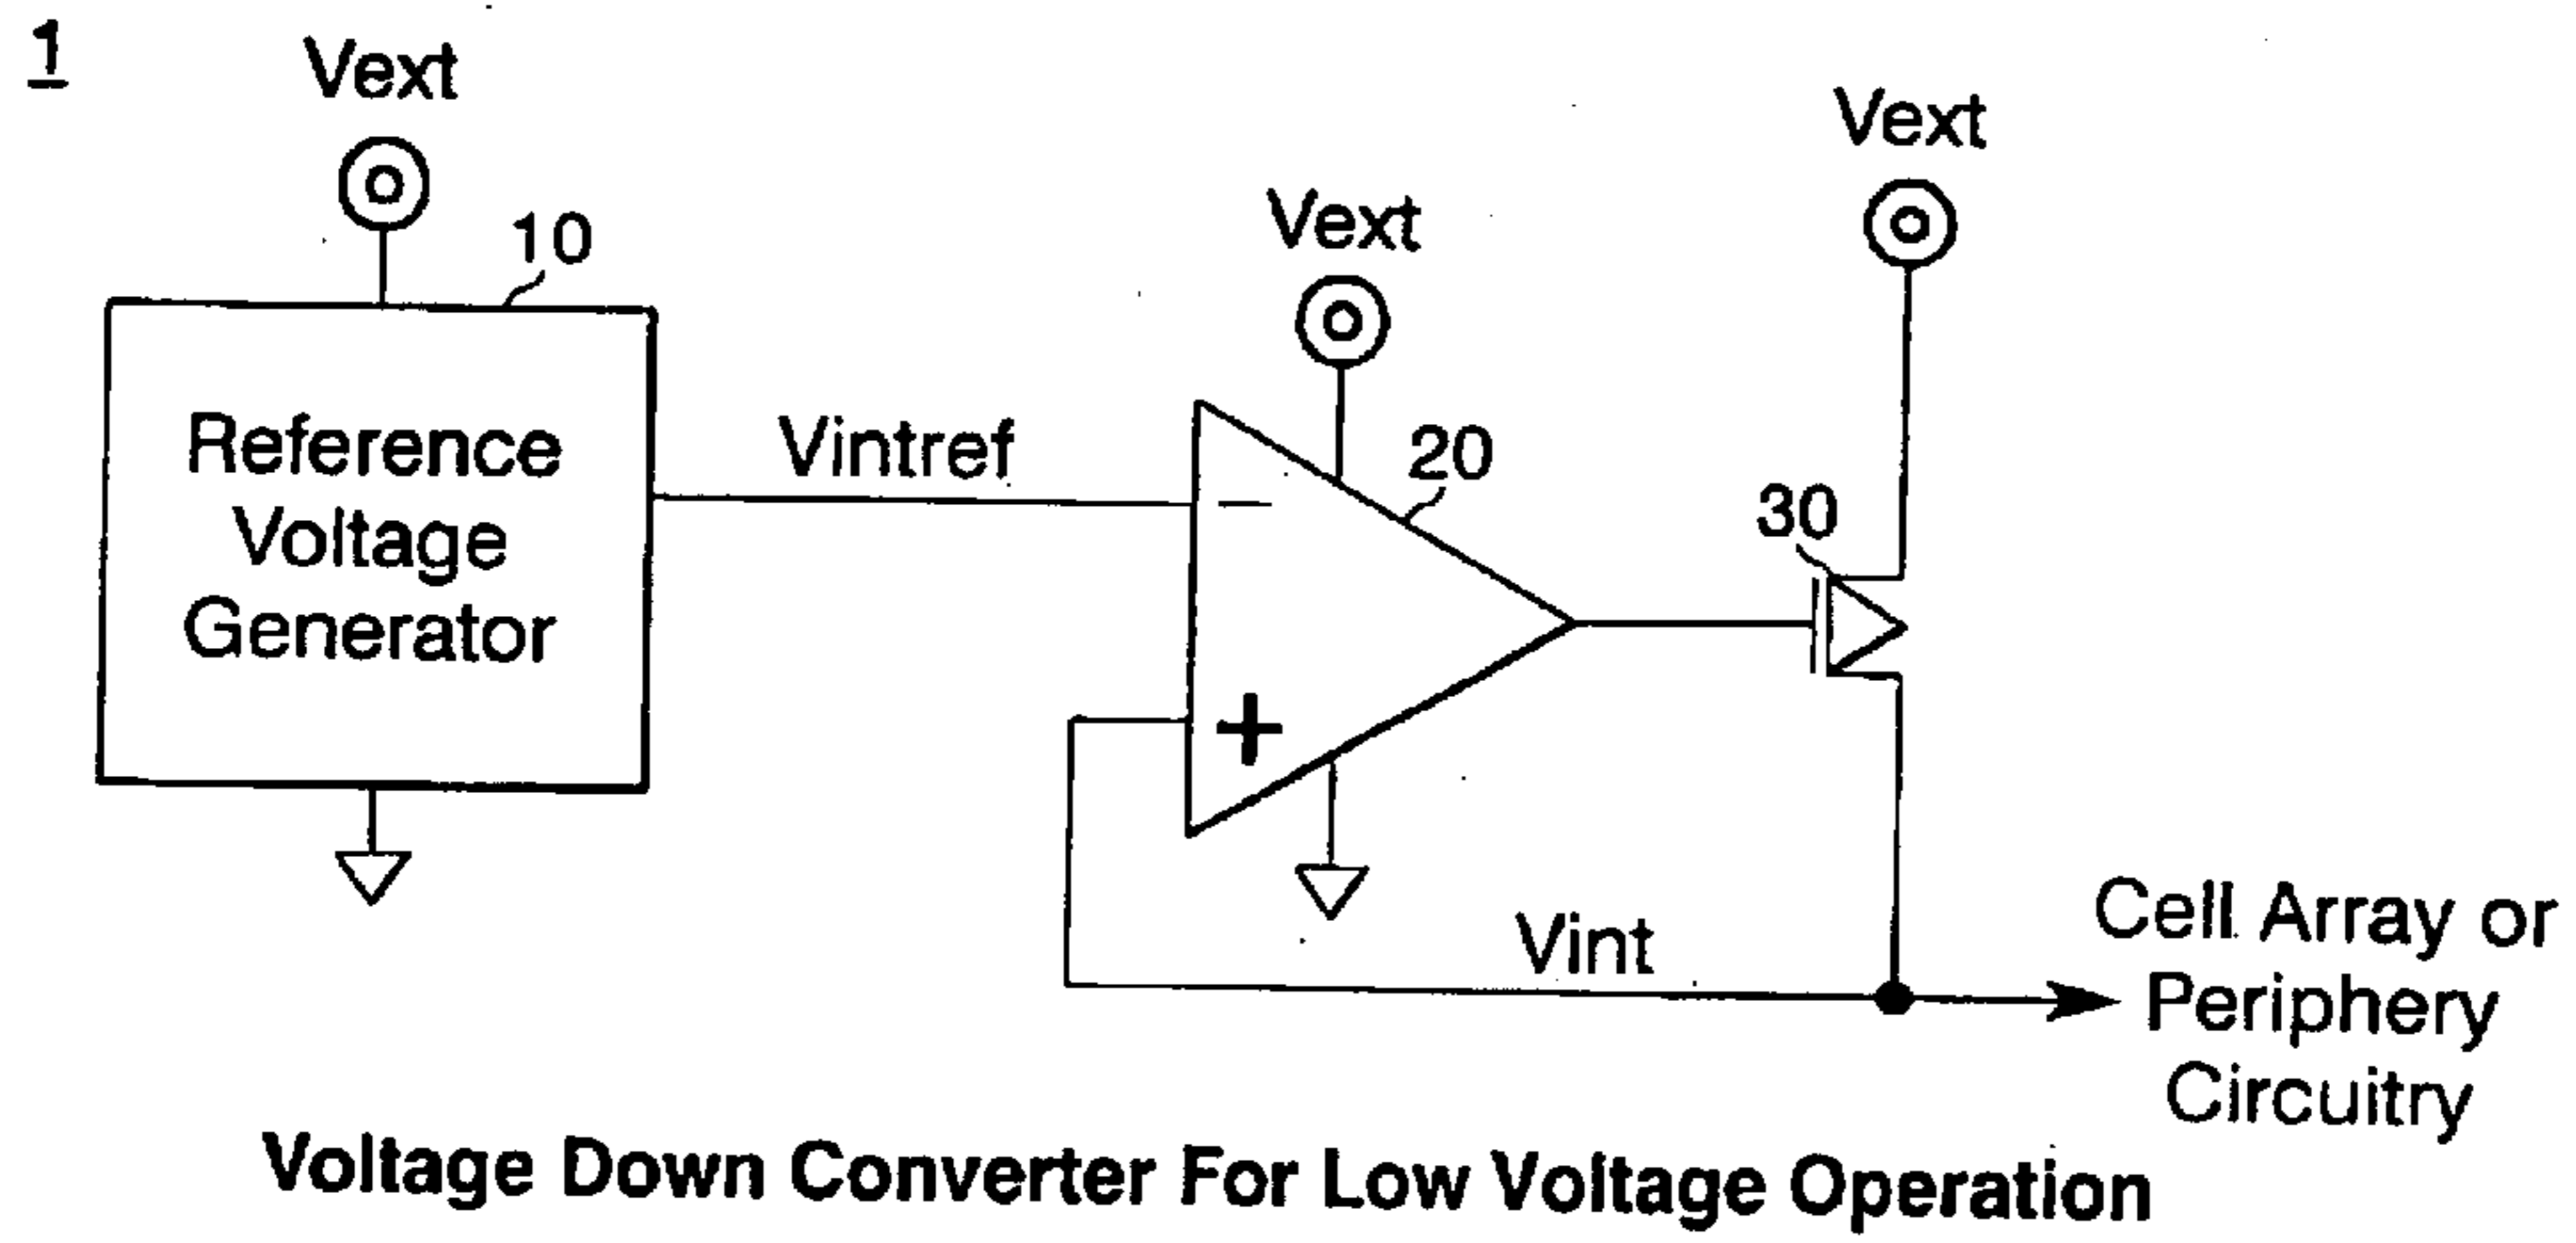 1
Vext
10
Reference
Voltage
Generator
Vintref
Vext
20
−
+
Vext
30
Vint
Cell Array or
Periphery
Circuitry
Voltage Down Converter For Low Voltage Operation